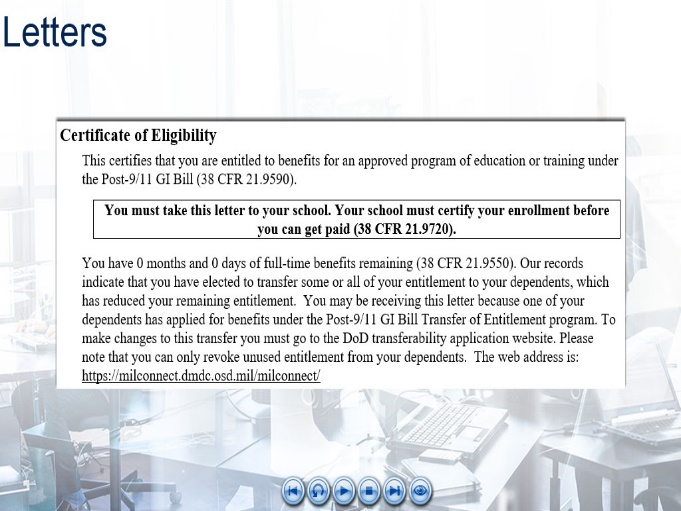 Letters
Certificate of Eligibility
This certifies that you are entitled to benefits for an approved program of education or training under
the Post-9/11 GI Bill (38 CFR 21.9590).
You must take this letter to your school. Your school must certify your enrollment before
you can get paid (38 CFR 21.9720).
You have 0 months and 0 days of full-time benefits remaining (38 CFR 21.9550). Our records
indicate that you have elected to transfer some or all of your entitlement to your dependents, which
has reduced your remaining entitlement.  You may be receiving this letter because one of your
dependents has applied for benefits under the Post-9/11 GI Bill Transfer of Entitlement program. To
make changes to this transfer you must go to the DoD transferability application website. Please
note that you can only revoke unused entitlement from your dependents.  The web address is:
https://milconnect.dmdc.osd.mil/milconnect/